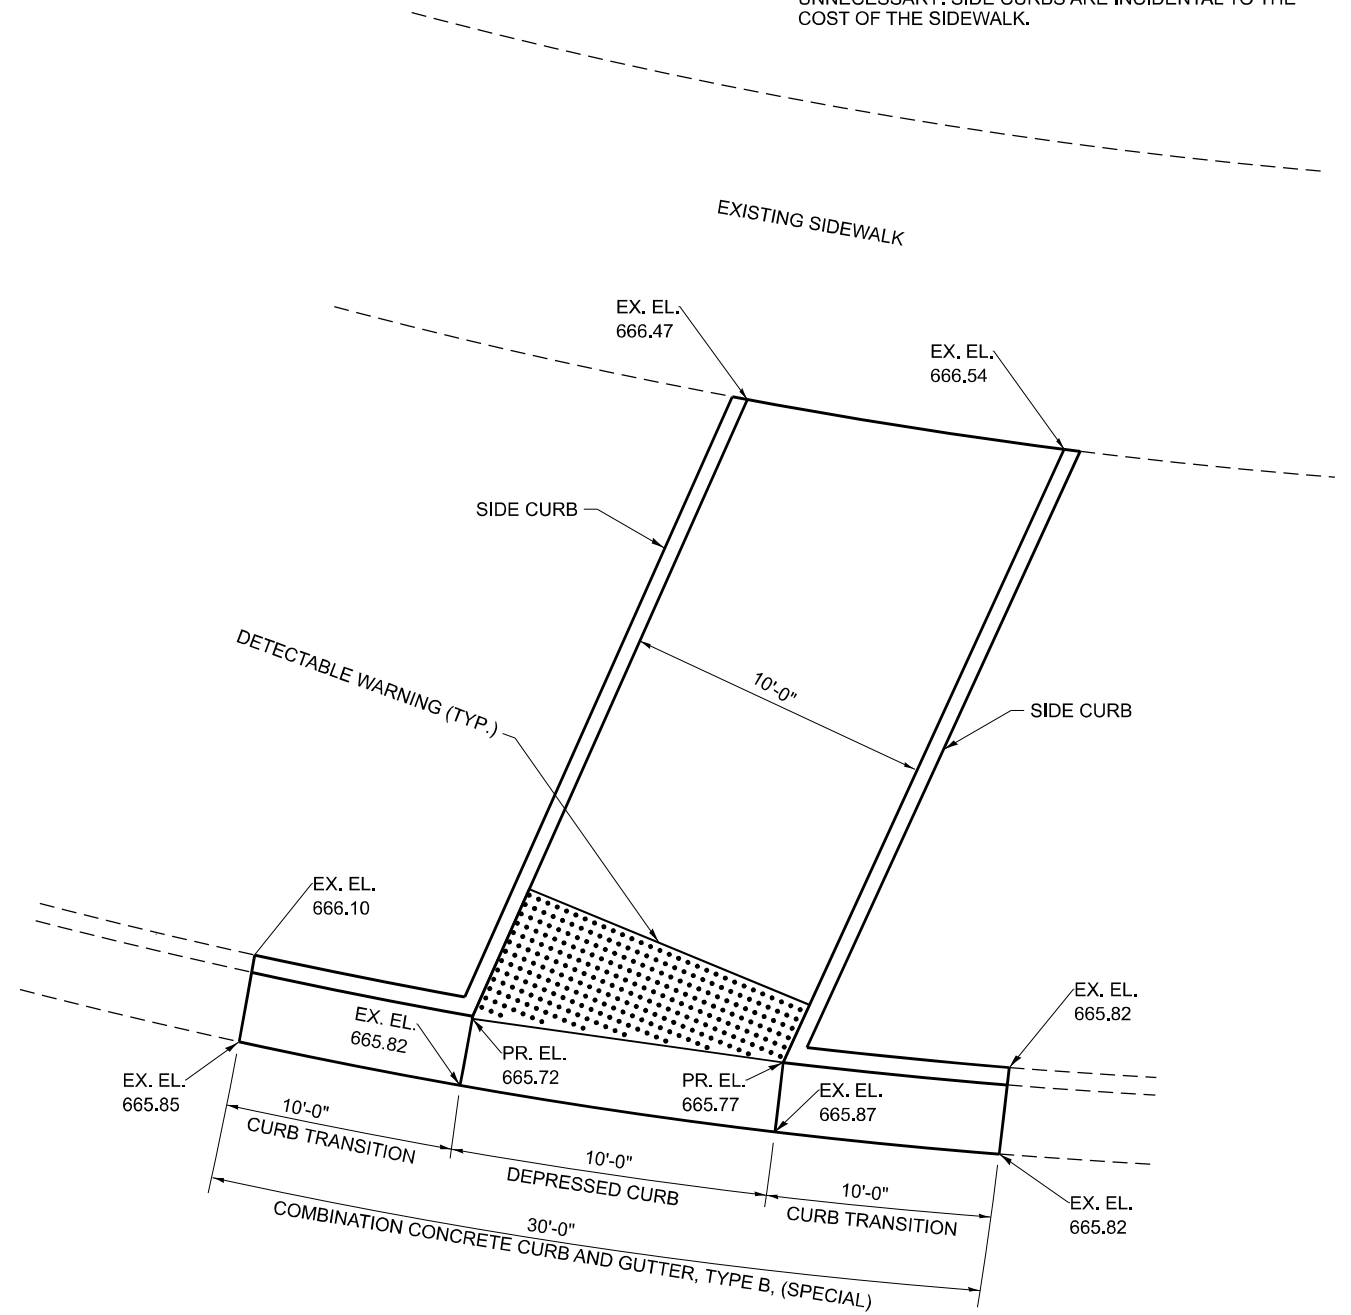 UNNECESSARY. SIDE CURBS ARE INCIDENTAL TO THE
COST OF THE SIDEWALK.
EXISTING SIDEWALK
EX. EL.
666.47
EX. EL.
666.54
SIDE CURB
DETECTABLE WARNING (TYP.)
10'-0"
SIDE CURB
EX. EL.
666.10
EX. EL.
665.82
PR. EL.
665.72
PR. EL.
665.77
EX. EL.
665.87
EX. EL.
665.82
EX. EL.
665.85
10'-0"
CURB TRANSITION
10'-0"
DEPRESSED CURB
10'-0"
CURB TRANSITION
EX. EL.
665.82
30'-0"
COMBINATION CONCRETE CURB AND GUTTER, TYPE B, (SPECIAL)